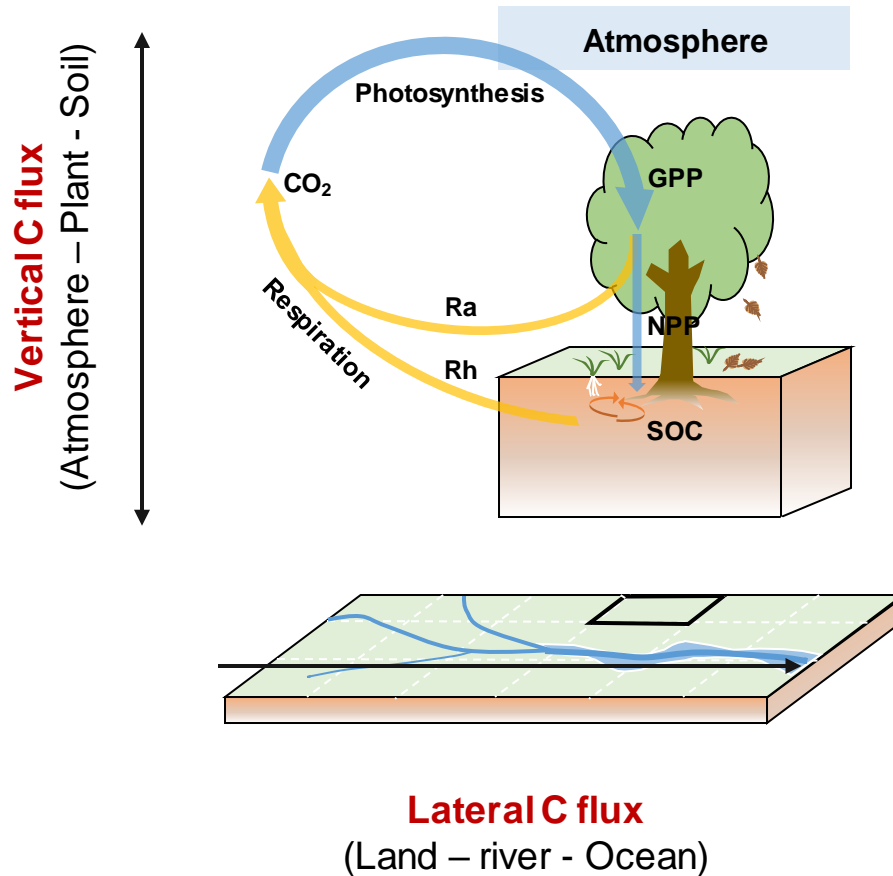 Atmosphere
Photosynthesis
GPP
CO₂
Respiration
Ra
NPP
Rh
SOC
Vertical C flux
(Atmosphere – Plant - Soil)
Lateral C flux
(Land – river - Ocean)